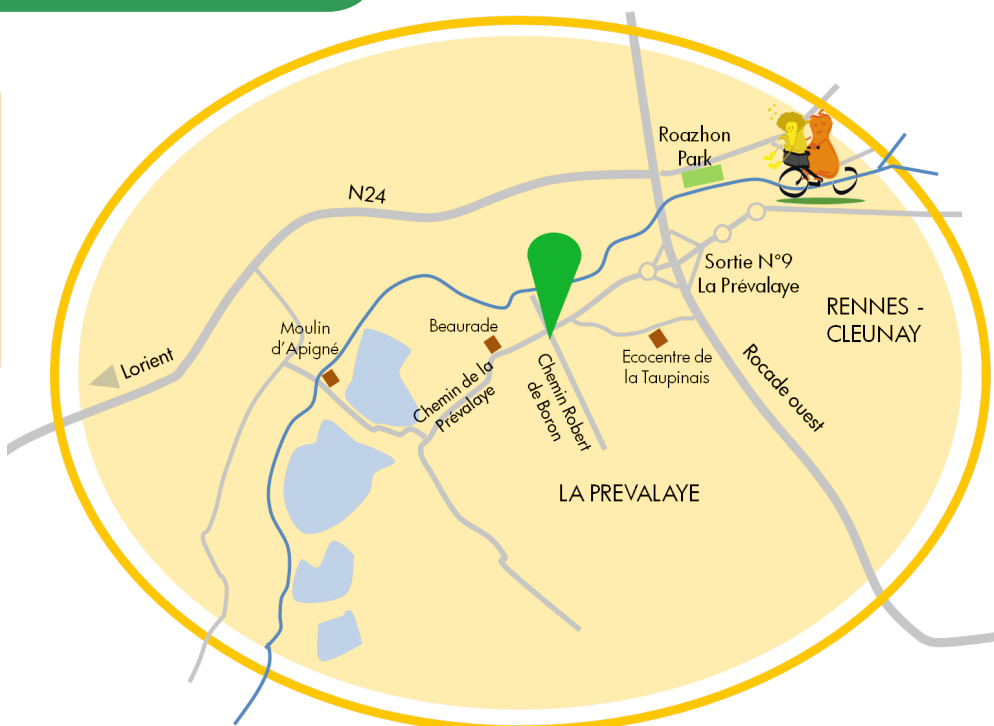 Roazhon
Park
N24
Sortie N°9
La Prévalaye
RENNES -
CLEUNAY
Moulin
d'Apigné
Beaurade
Lorient
Ecocentre de
la Taupinais
Chemin de la
Prévalaye
Chemin Robert
de Boron
Rocade ouest
LA PREVALAYE